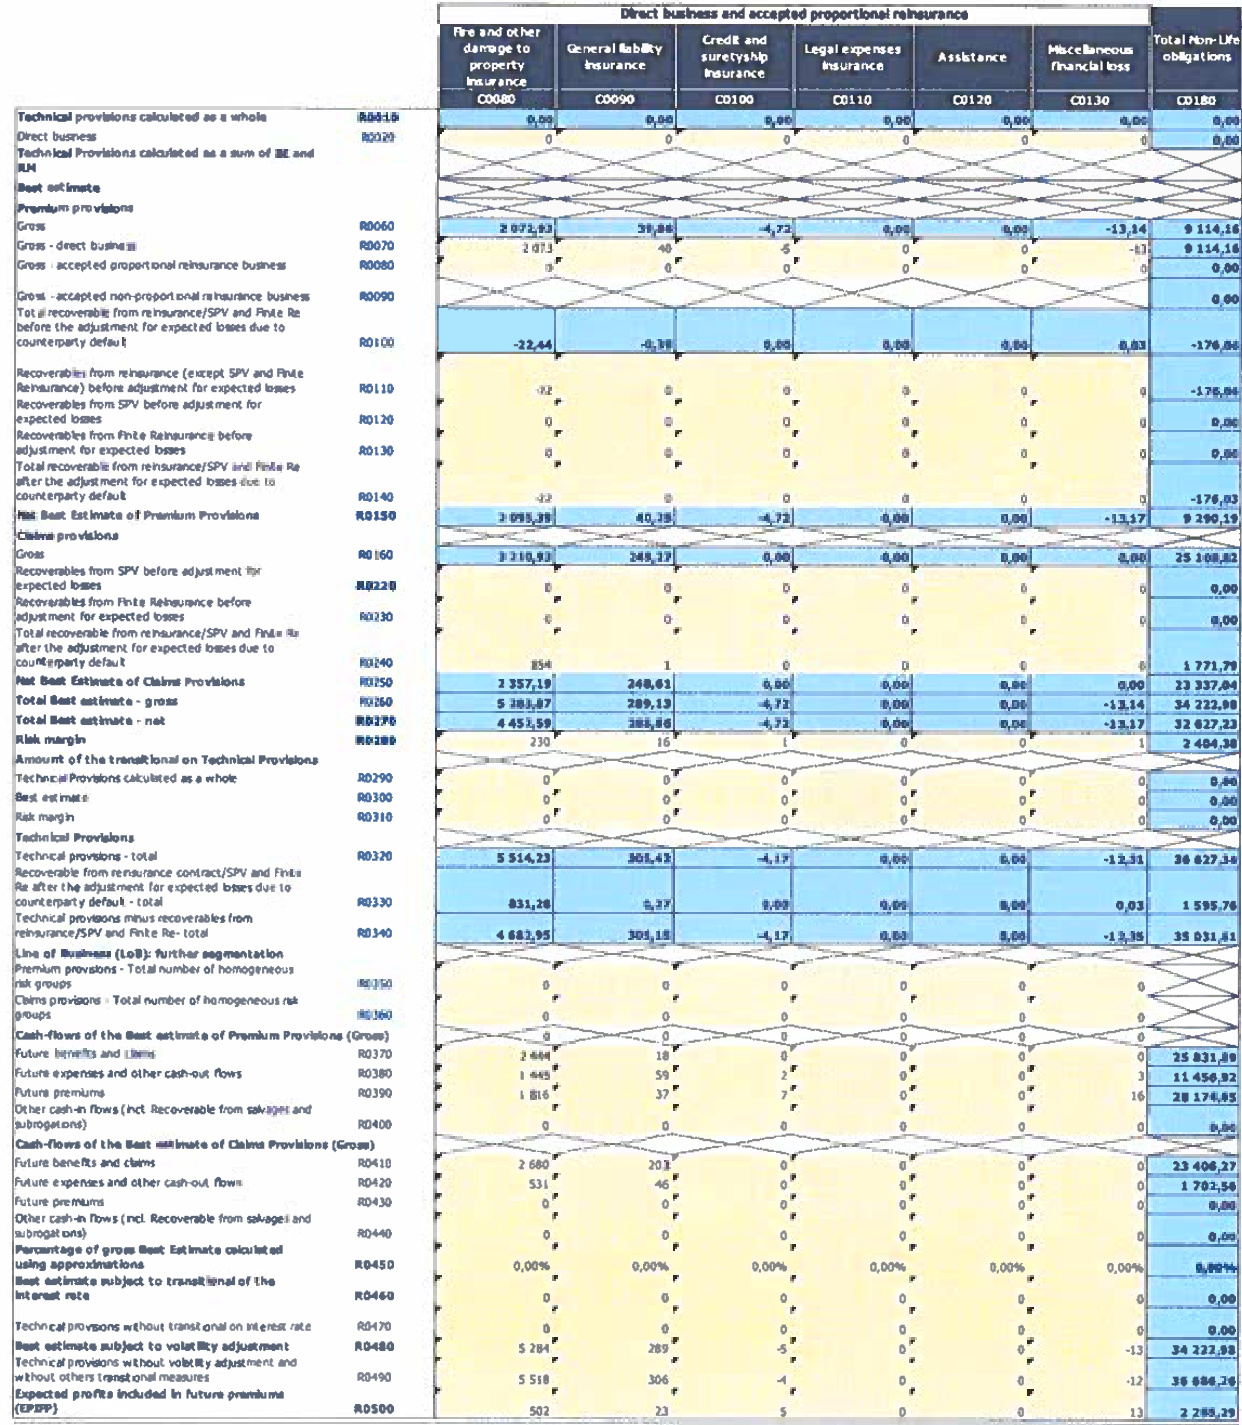 Direct business and accepted proportional reinsurance
Fire and other damage to property insurance General liability insurance Credit and suretyship insurance Legal expenses insurance Assistance Miscellaneous financial loss Total Non-Life obligations
C0080 C0090 C0100 C0110 C0120 C0130 C0180
Technical provisions calculated as a whole R0010 0,00 0,00 0,00 0,00 0,00 0,00 0,00
Direct business R0020 0 0 0 0 0 0 0,00
Technical Provisions calculated as a sum of BE and
RM
Best estimate
Premium provisions
Gross R0060 2 072,93 39,86 -4,72 0,00 0,00 -13,14 9 114,16
Gross - direct business R0070 2 073 40 -5 0 0 -13 9 114,16
Gross - accepted proportional reinsurance business R0080 0 0 0 0 0 0 0,00
Gross - accepted non-proportional reinsurance business R0090 0,00
Total recoverable from reinsurance/SPV and Finite Re
before the adjustment for expected losses due to
counterparty default R0100 -22,44 -0,39 0,00 0,00 0,00 0,03 -176,06
Recoverables from reinsurance (except SPV and Finite
Reinsurance) before adjustment for expected losses R0110 -22 0 0 0 0 0 -176,06
Recoverables from SPV before adjustment for
expected losses R0120 0 0 0 0 0 0 0,00
Recoverables from Finite Reinsurance before
adjustment for expected losses R0130 0 0 0 0 0 0 0,00
Total recoverable from reinsurance/SPV and Finite Re
after the adjustment for expected losses due to
counterparty default R0140 -22 0 0 0 0 0 -176,03
Net Best Estimate of Premium Provisions R0150 2 095,39 40,25 -4,72 0,00 0,00 -13,17 9 290,19
Claims provisions
Gross R0160 3 210,93 249,27 0,00 0,00 0,00 0,00 25 108,82
Recoverables from SPV before adjustment for
expected losses R0220 0 0 0 0 0 0 0,00
Recoverables from Finite Reinsurance before
adjustment for expected losses R0230 0 0 0 0 0 0 0,00
Total recoverable from reinsurance/SPV and Finite Re
after the adjustment for expected losses due to
counterparty default R0240 854 1 0 0 0 0 1 771,79
Net Best Estimate of Claims Provisions R0250 2 357,19 248,61 0,00 0,00 0,00 0,00 23 337,04
Total Best estimate - gross R0260 5 283,87 289,13 -4,72 0,00 0,00 -13,14 34 222,98
Total Best estimate - net R0270 4 452,59 288,86 -4,72 0,00 0,00 -13,17 32 627,23
Risk margin R0280 230 16 1 0 0 1 2 404,38
Amount of the transitional on Technical Provisions
Technical Provisions calculated as a whole R0290 0 0 0 0 0 0 0,00
Best estimate R0300 0 0 0 0 0 0 0,00
Risk margin R0310 0 0 0 0 0 0 0,00
Technical Provisions
Technical provisions - total R0320 5 514,23 305,42 -4,17 0,00 0,00 -12,31 36 627,36
Recoverable from reinsurance contract/SPV and Finite
Re after the adjustment for expected losses due to
counterparty default - total R0330 831,28 0,27 0,00 0,00 0,00 0,03 1 595,76
Technical provisions minus recoverables from
reinsurance/SPV and Finite Re- total R0340 4 682,95 305,15 -4,17 0,00 0,00 -12,35 35 031,61
Line of Business (LoB): further segmentation
Premium provisions - Total number of homogeneous
risk groups R0350 0 0 0 0 0 0
Claims provisions - Total number of homogeneous risk
groups R0360 0 0 0 0 0 0
Cash-flows of the Best estimate of Premium Provisions (Gross) 0 0 0
Future benefits and claims R0370 2 444 18 0 0 0 0 25 831,89
Future expenses and other cash-out flows R0380 1 445 59 2 0 0 3 11 456,92
Future premiums R0390 1 816 37 7 0 0 16 28 174,65
Other cash-in flows (incl. Recoverable from salvages and
subrogations) R0400 0 0 0 0 0 0 0,00
Cash-flows of the Best estimate of Claims Provisions (Gross)
Future benefits and claims R0410 2 680 203 0 0 0 0 23 406,27
Future expenses and other cash-out flows R0420 531 46 0 0 0 0 1 702,56
Future premiums R0430 0 0 0 0 0 0 0,00
Other cash-in flows (incl. Recoverable from salvages and
subrogations) R0440 0 0 0 0 0 0 0,00
Percentage of gross Best Estimate calculated
using approximations R0450 0,00% 0,00% 0,00% 0,00% 0,00% 0,00% 0,00%
Best estimate subject to transitional of the
interest rate R0460 0 0 0 0 0 0 0,00
Technical provisions without transitional on interest rate R0470 0 0 0 0 0 0 0,00
Best estimate subject to volatility adjustment R0480 5 284 289 -5 0 0 -13 34 222,98
Technical provisions without volatility adjustment and
without others transitional measures R0490 5 518 306 -4 0 0 -12 36 686,26
Expected profits included in future premiums
(EPIFP) R0500 502 23 5 0 0 13 2 285,29